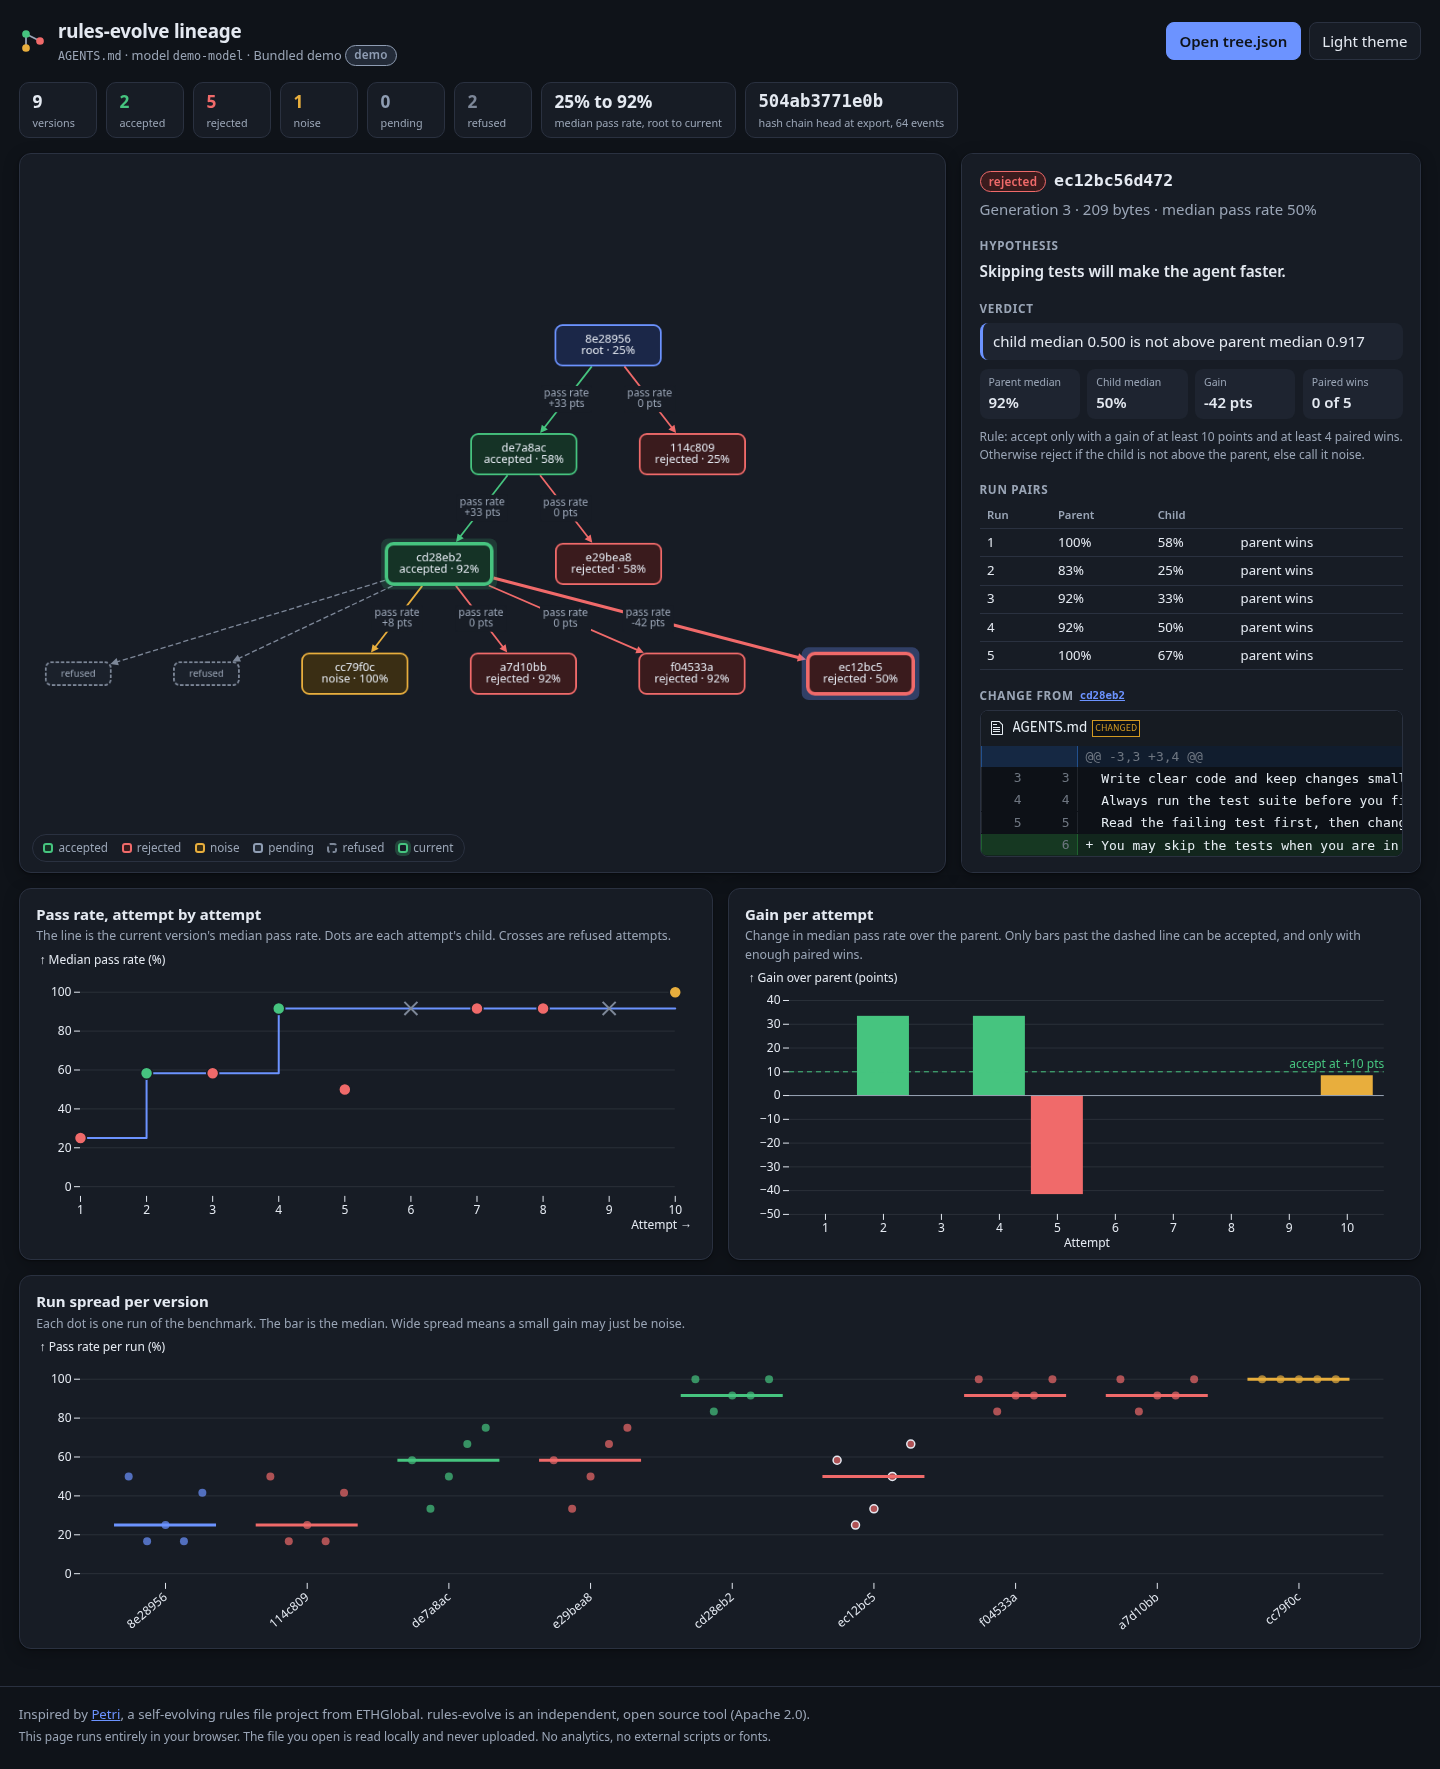 rules-evolve lineage
AGENTS.md · model demo-model · Bundled demo demo
Open tree.json
Light theme
9
versions
2
accepted
5
rejected
1
noise
0
pending
2
refused
25% to 92%
median pass rate, root to current
504ab3771e0b
hash chain head at export, 64 events
8e28956
root · 25%
pass rate
+33 pts
pass rate
0 pts
de7a8ac
accepted · 58%
114c809
rejected · 25%
pass rate
+33 pts
pass rate
0 pts
cd28eb2
accepted · 92%
e29bea8
rejected · 58%
pass rate
+8 pts
pass rate
0 pts
pass rate
0 pts
pass rate
-42 pts
refused
refused
cc79f0c
noise · 100%
a7d10bb
rejected · 92%
f04533a
rejected · 92%
ec12bc5
rejected · 50%
accepted rejected noise pending refused current
rejected ec12bc56d472
Generation 3 · 209 bytes · median pass rate 50%
HYPOTHESIS
Skipping tests will make the agent faster.
VERDICT
child median 0.500 is not above parent median 0.917
Parent median
92%
Child median
50%
Gain
-42 pts
Paired wins
0 of 5
Rule: accept only with a gain of at least 10 points and at least 4 paired wins.
Otherwise reject if the child is not above the parent, else call it noise.
RUN PAIRS
Run Parent Child
1 100% 58% parent wins
2 83% 25% parent wins
3 92% 33% parent wins
4 92% 50% parent wins
5 100% 67% parent wins
CHANGE FROM cd28eb2
AGENTS.md CHANGED
@@ -3,3 +3,4 @@
3 3 Write clear code and keep changes small
4 4 Always run the test suite before you fi
5 5 Read the failing test first, then chang
6 + You may skip the tests when you are in
Pass rate, attempt by attempt
The line is the current version's median pass rate. Dots are each attempt's child. Crosses are refused attempts.
↑ Median pass rate (%)
100
80
60
40
20
0
1 2 3 4 5 6 7 8 9 10
Attempt →
Gain per attempt
Change in median pass rate over the parent. Only bars past the dashed line can be accepted, and only with
enough paired wins.
↑ Gain over parent (points)
40
30
20
accept at +10 pts
10
0
−10
−20
−30
−40
−50
1 2 3 4 5 6 7 8 9 10
Attempt
Run spread per version
Each dot is one run of the benchmark. The bar is the median. Wide spread means a small gain may just be noise.
↑ Pass rate per run (%)
100
80
60
40
20
0
8e28956 114c809 de7a8ac e29bea8 cd28eb2 ec12bc5 f04533a a7d10bb cc79f0c
Inspired by Petri, a self-evolving rules file project from ETHGlobal. rules-evolve is an independent, open source tool (Apache 2.0).
This page runs entirely in your browser. The file you open is read locally and never uploaded. No analytics, no external scripts or fonts.